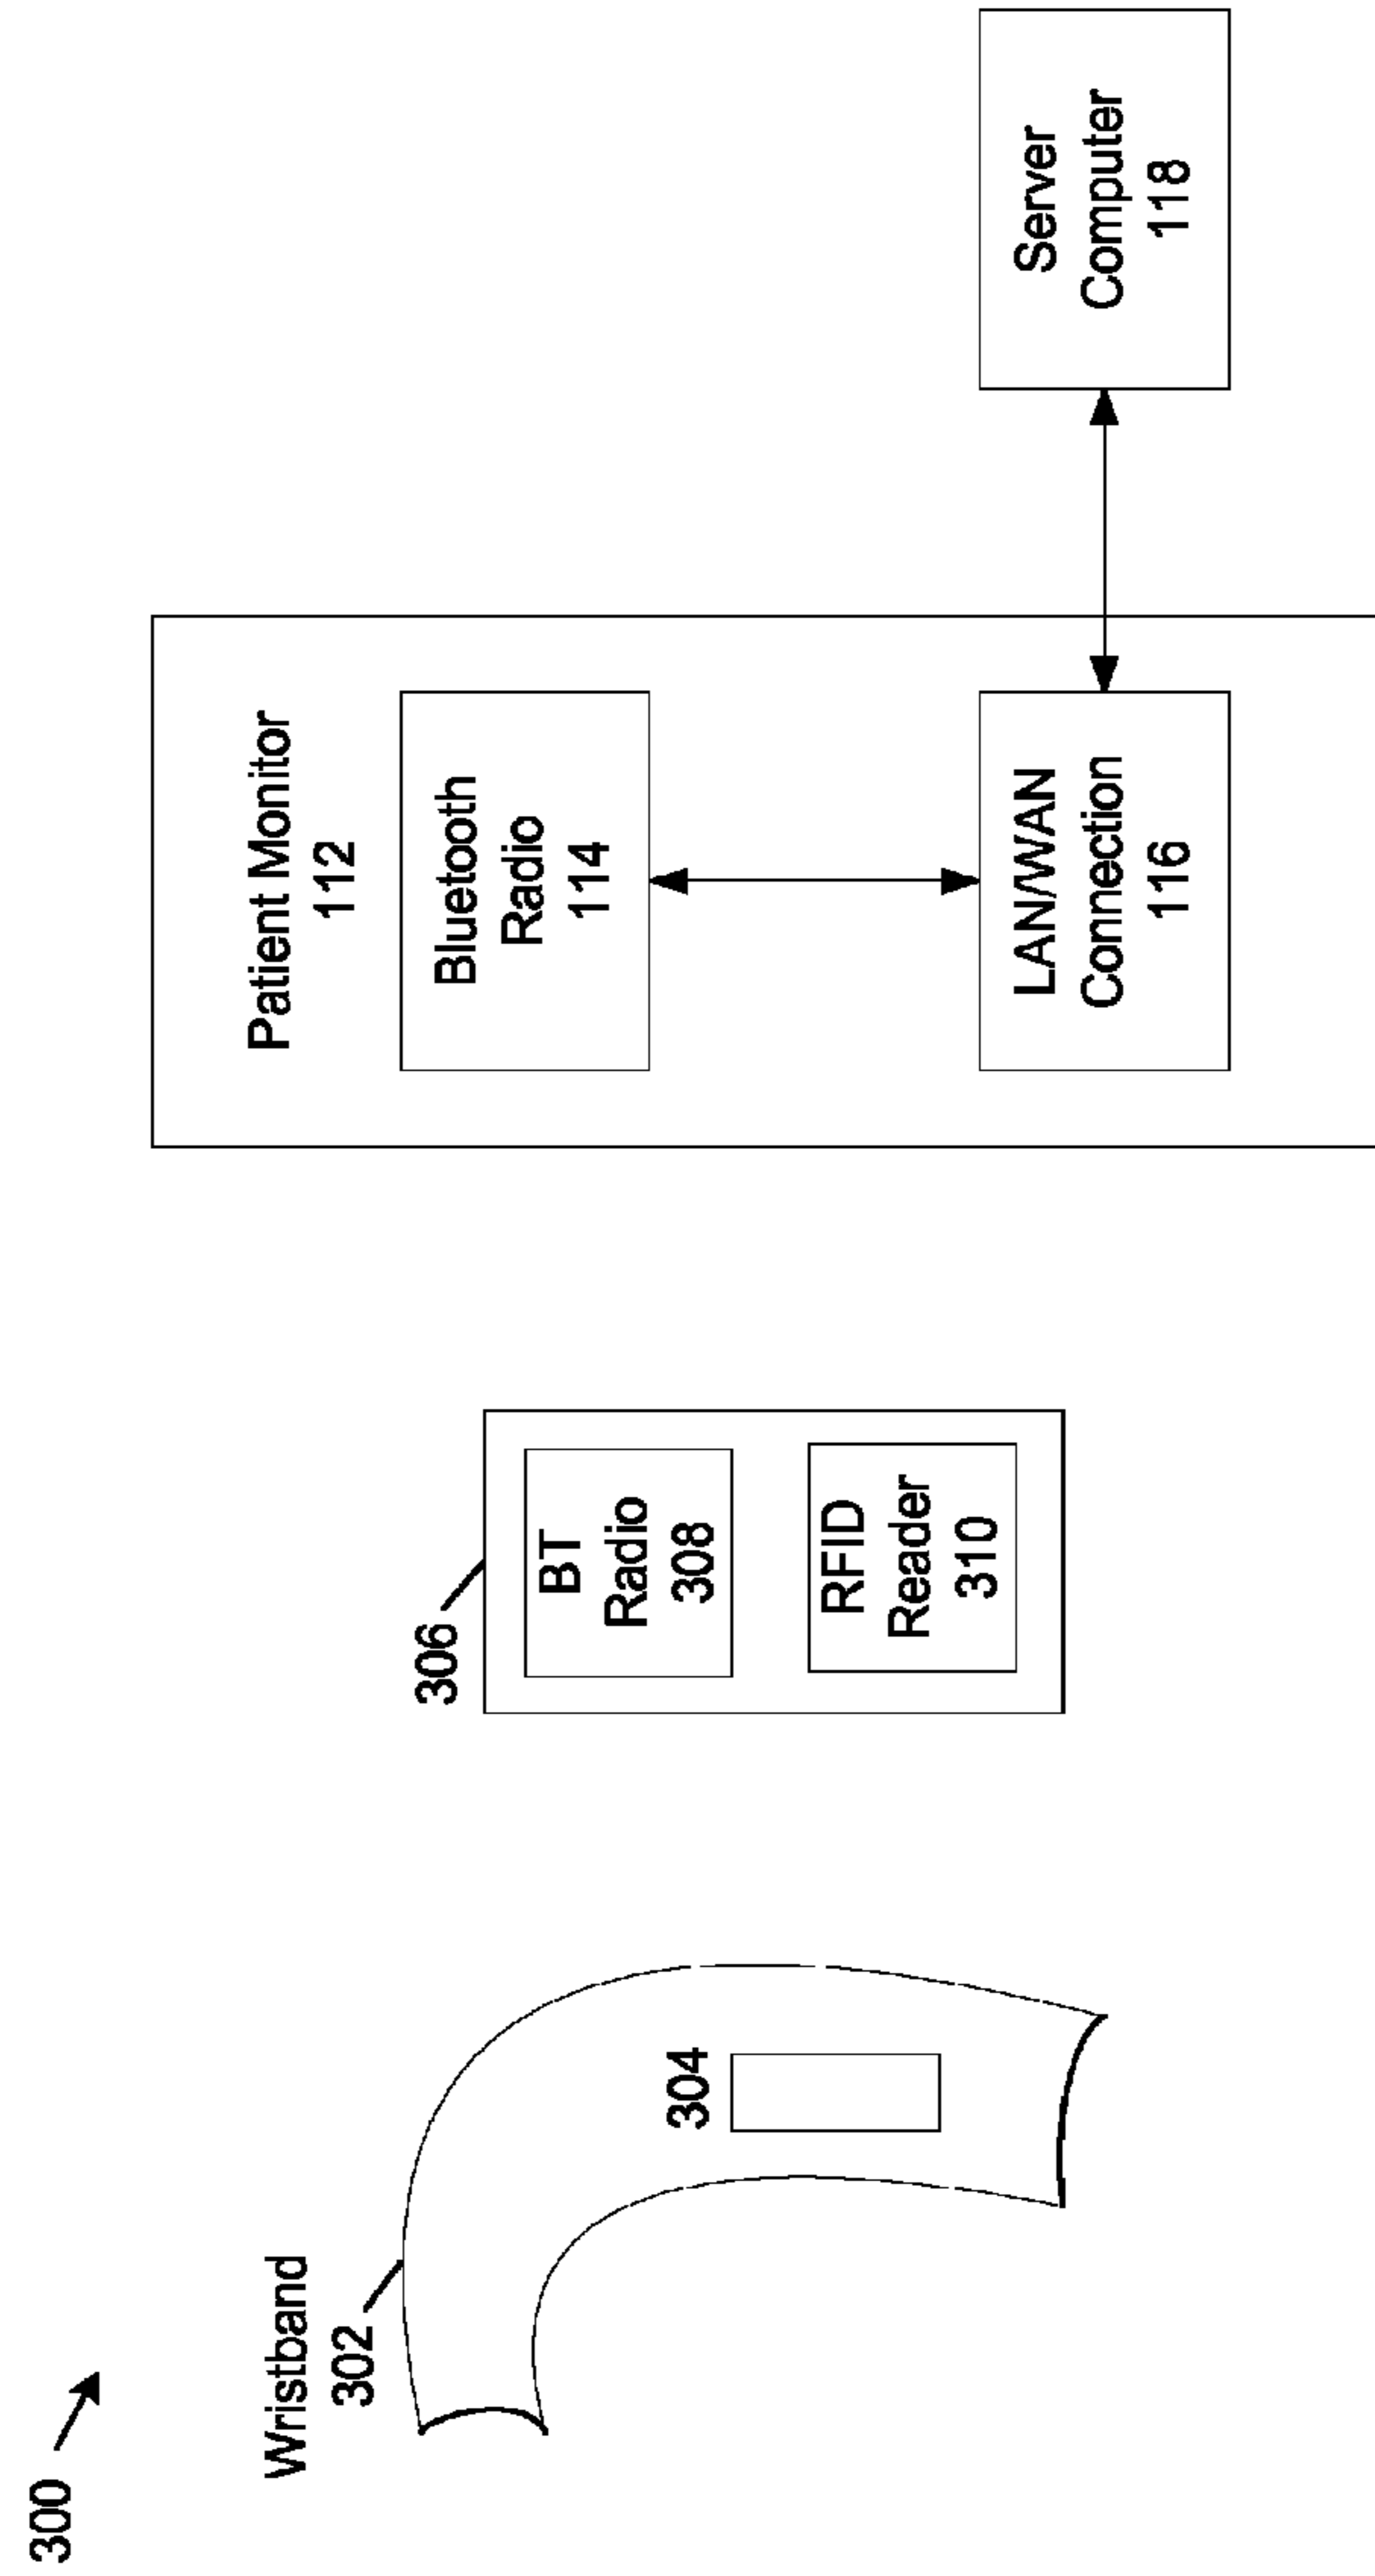 300
Wristband
302
304
306
BT
Radio
308
RFID
Reader
310
Patient Monitor
112
Bluetooth
Radio
114
LAN/WAN
Connection
116
Server
Computer
118